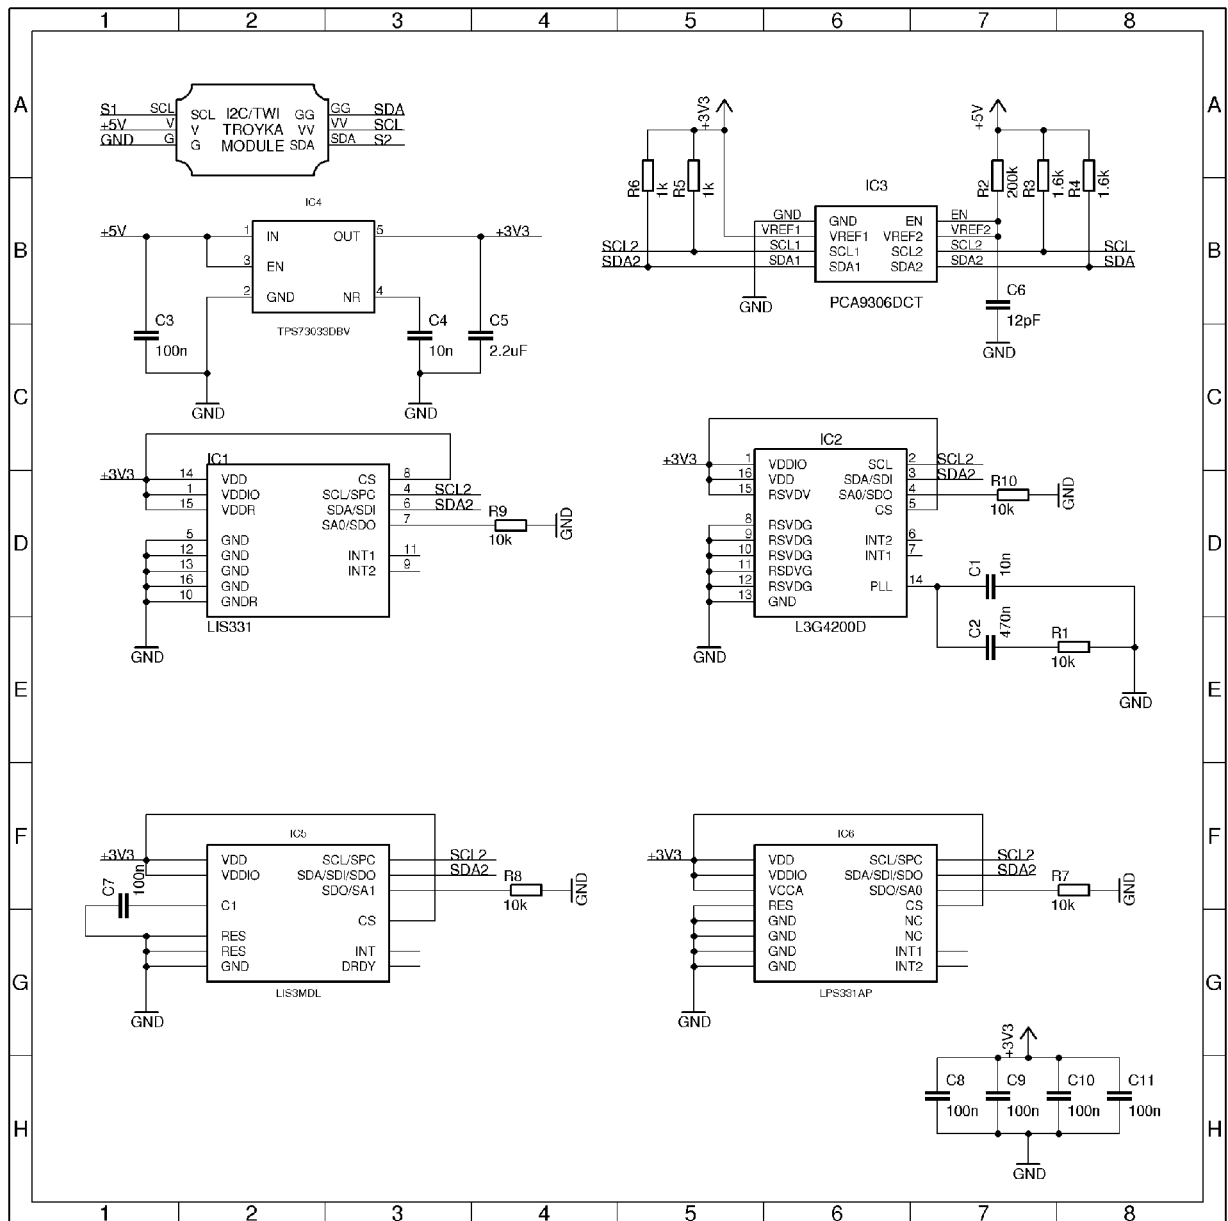 1 2 3 4 5 6 7 8
A A
S1 SCL SCL I2C/TWI GG GG SDA
+5V V V TROYKA VV VV SCL
GND G G MODULE SDA SDA S2
+3V3
+5V
R6 1k R5 1k
R2 200k R3 1.6k R4 1.6k
IC3
GND GND EN EN
VREF1 VREF1 VREF2 VREF2
SCL2 SCL1 SCL1 SCL2 SCL2 SCL
SDA2 SDA1 SDA1 SDA2 SDA2 SDA
PCA9306DCT
GND
C6
12pF
GND
B B
IC4
+5V 1 IN OUT 5 +3V3
3 EN
2 GND NR 4
TPS73033DBV
C3
100n
C4
10n
C5
2.2uF
GND GND
C C
IC1
+3V3 14 VDD CS 8
1 VDDIO SCL/SPC 4 SCL2
15 VDDR SDA/SDI 6 SDA2
SA0/SDO 7
R9
10k
GND
5 GND
12 GND INT1 11
13 GND INT2 9
16 GND
10 GNDR
LIS331
GND
IC2
+3V3 1 VDDIO SCL 2 SCL2
16 VDD SDA/SDI 3 SDA2
15 RSVDV SA0/SDO 4
CS 5
R10
10k
GND
8 RSVDG
9 RSVDG INT2 6
10 RSVDG INT1 7
11 RSDVG
12 RSVDG PLL 14
13 GND
L3G4200D
GND
C1 10n
C2 470n
R1
10k
GND
D D
E E
F F
IC5
+3V3 VDD SCL/SPC SCL2
VDDIO SDA/SDI/SDO SDA2
SDO/SA1
R8
10k
GND
C7 100n
C1
CS
RES
RES INT
GND DRDY
LIS3MDL
GND
IC6
+3V3 VDD SCL/SPC SCL2
VDDIO SDA/SDI/SDO SDA2
VCCA SDO/SA0
RES CS
R7
10k
GND
GND NC
GND NC
GND INT1
GND INT2
LPS331AP
GND
G G
+3V3
C8 C9 C10 C11
100n 100n 100n 100n
GND
H H
1 2 3 4 5 6 7 8